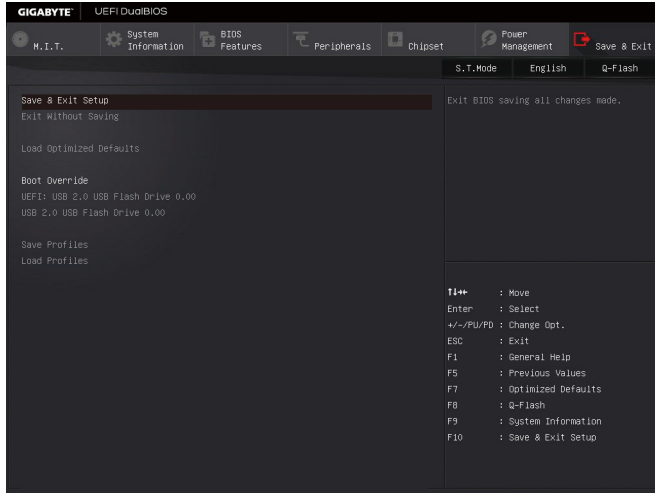 GIGABYTE™ UEFI DualBIOS
M.I.T.
System Information
BIOS Features
Peripherals
Chipset
Power Management
Save & Exit
S.T.Mode English Q-Flash
Save & Exit Setup
Exit Without Saving
Load Optimized Defaults
Boot Override
UEFI: USB 2.0 USB Flash Drive 0.00
USB 2.0 USB Flash Drive 0.00
Save Profiles
Load Profiles
Exit BIOS saving all changes made.
↑↓→← : Move
Enter : Select
+/-/PU/PD : Change Opt.
ESC : Exit
F1 : General Help
F5 : Previous Values
F7 : Optimized Defaults
F8 : Q-Flash
F9 : System Information
F10 : Save & Exit Setup